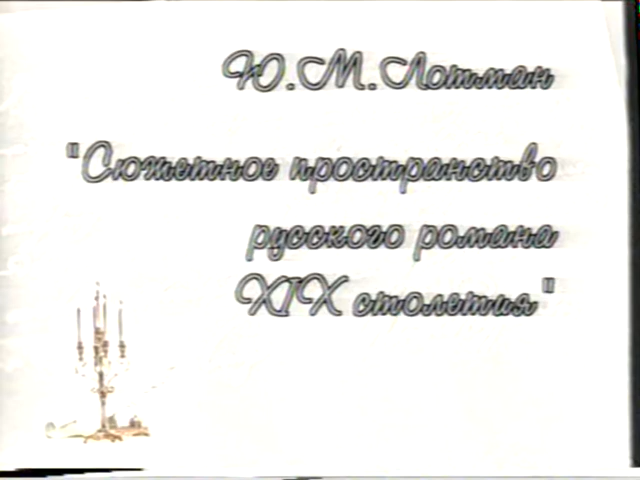 Ю.М.Лотман
"Сюжетное пространство
русского романа
XIX столетия"